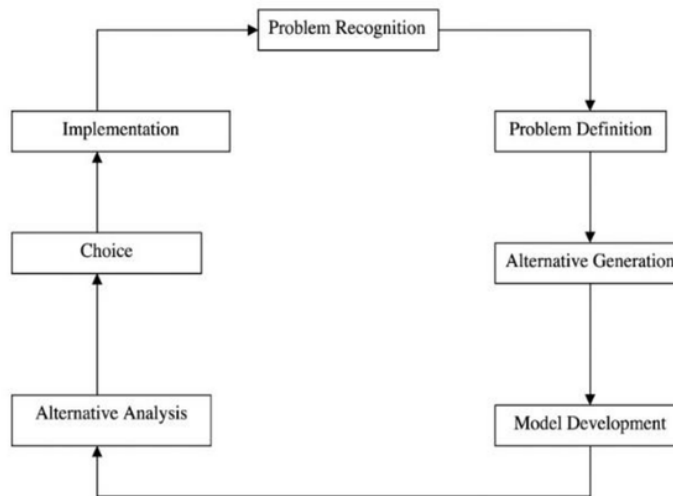 Problem Recognition
Implementation
Problem Definition
Choice
Alternative Generation
Alternative Analysis
Model Development